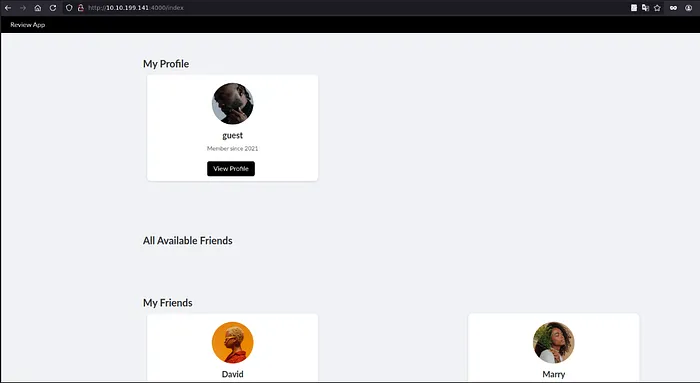 http://10.10.199.141:4000/index
Review App
My Profile
guest
Member since 2021
View Profile
All Available Friends
My Friends
David
Marry